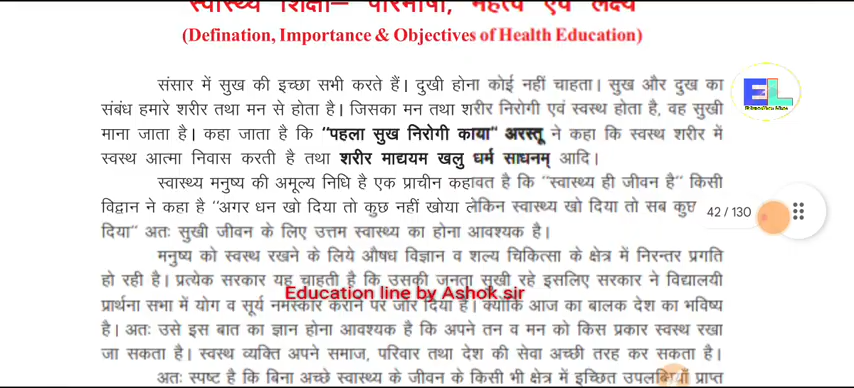 स्वास्थ्य शिक्षा— परिभाषा, महत्व एवं लक्ष्य
(Defination, Importance & Objectives of Health Education)
संसार में सुख की इच्छा सभी करते हैं। दुखी होना कोई नहीं चाहता। सुख और दुख का
संबंध हमारे शरीर तथा मन से होता है। जिसका मन तथा शरीर निरोगी एवं स्वस्थ होता है, वह सुखी
माना जाता है। कहा जाता है कि "पहला सुख निरोगी काया" अरस्तू ने कहा कि स्वस्थ शरीर में
स्वस्थ आत्मा निवास करती है तथा शरीर माद्ययम खलु धर्म साधनम् आदि।
स्वास्थ्य मनुष्य की अमूल्य निधि है एक प्राचीन कहावत है कि "स्वास्थ्य ही जीवन है" किसी
विद्वान ने कहा है "अगर धन खो दिया तो कुछ नहीं खोया लेकिन स्वास्थ्य खो दिया तो सब कुछ
दिया" अतः सुखी जीवन के लिए उत्तम स्वास्थ्य का होना आवश्यक है।
मनुष्य को स्वस्थ रखने के लिये औषध विज्ञान व शल्य चिकित्सा के क्षेत्र में निरन्तर प्रगति
हो रही है। प्रत्येक सरकार यह चाहती है कि उसकी जनता सुखी रहे इसलिए सरकार ने विद्यालयी
प्रार्थना सभा में योग व सूर्य नमस्कार कराने पर जोर दिया है। क्योंकि आज का बालक देश का भविष्य
है। अतः उसे इस बात का ज्ञान होना आवश्यक है कि अपने तन व मन को किस प्रकार स्वस्थ रखा
जा सकता है। स्वस्थ व्यक्ति अपने समाज, परिवार तथा देश की सेवा अच्छी तरह कर सकता है।
अतः स्पष्ट है कि बिना अच्छे स्वास्थ्य के जीवन के किसी भी क्षेत्र में इच्छित उपलब्धियाँ प्राप्त
EL
42 / 130
Education line by Ashok sir